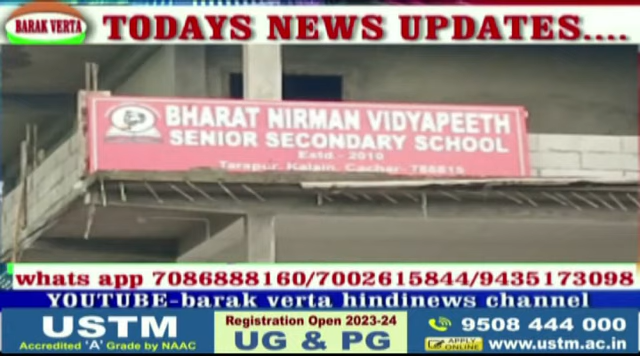 BARAK VERTA
TODAYS NEWS UPDATES....
BHARAT NIRMAN VIDYAPEETH
SENIOR SECONDARY SCHOOL
Estd.- 2010
Tarapur, Kalain, Cachar- 788815
whats app 7086888160/7002615844/9435173098
YOUTUBE-barak verta hindinews channel
USTM
Accredited 'A' Grade by NAAC
Registration Open 2023-24
UG & PG
9508 444 000
APPLY ONLINE
www.ustm.ac.in